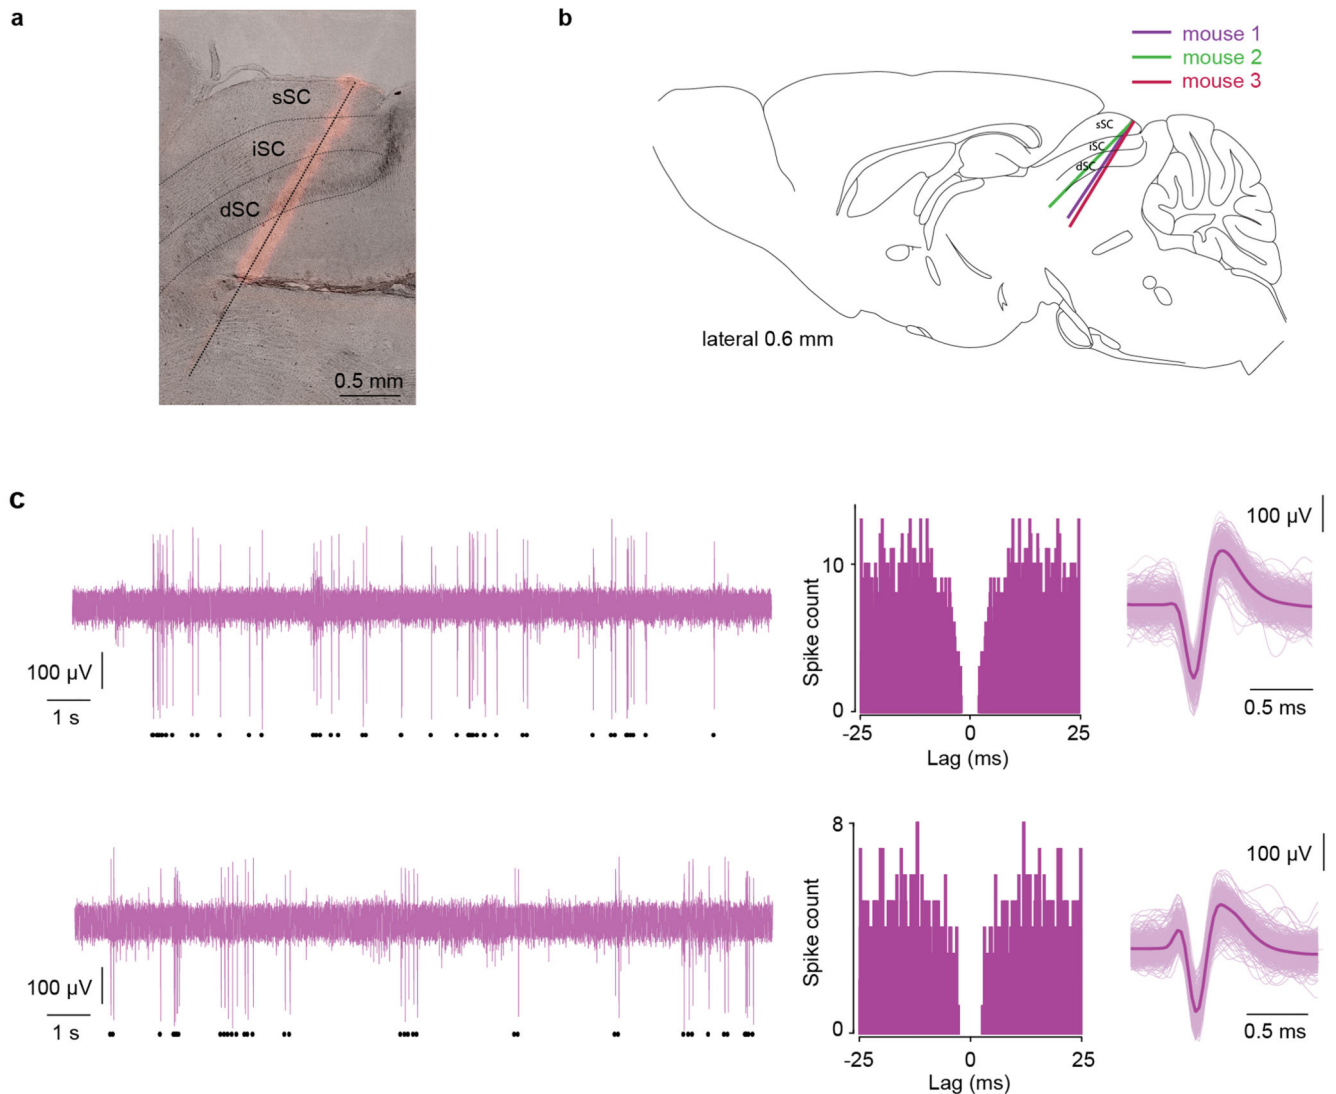 a
sSC
iSC
dSC
0.5 mm
b
mouse 1
mouse 2
mouse 3
sSC
iSC
dSC
lateral 0.6 mm
c
100 µV
1 s
10
0
Spike count
-25 0 25
Lag (ms)
100 µV
0.5 ms
100 µV
1 s
8
4
0
Spike count
-25 0 25
Lag (ms)
100 µV
0.5 ms